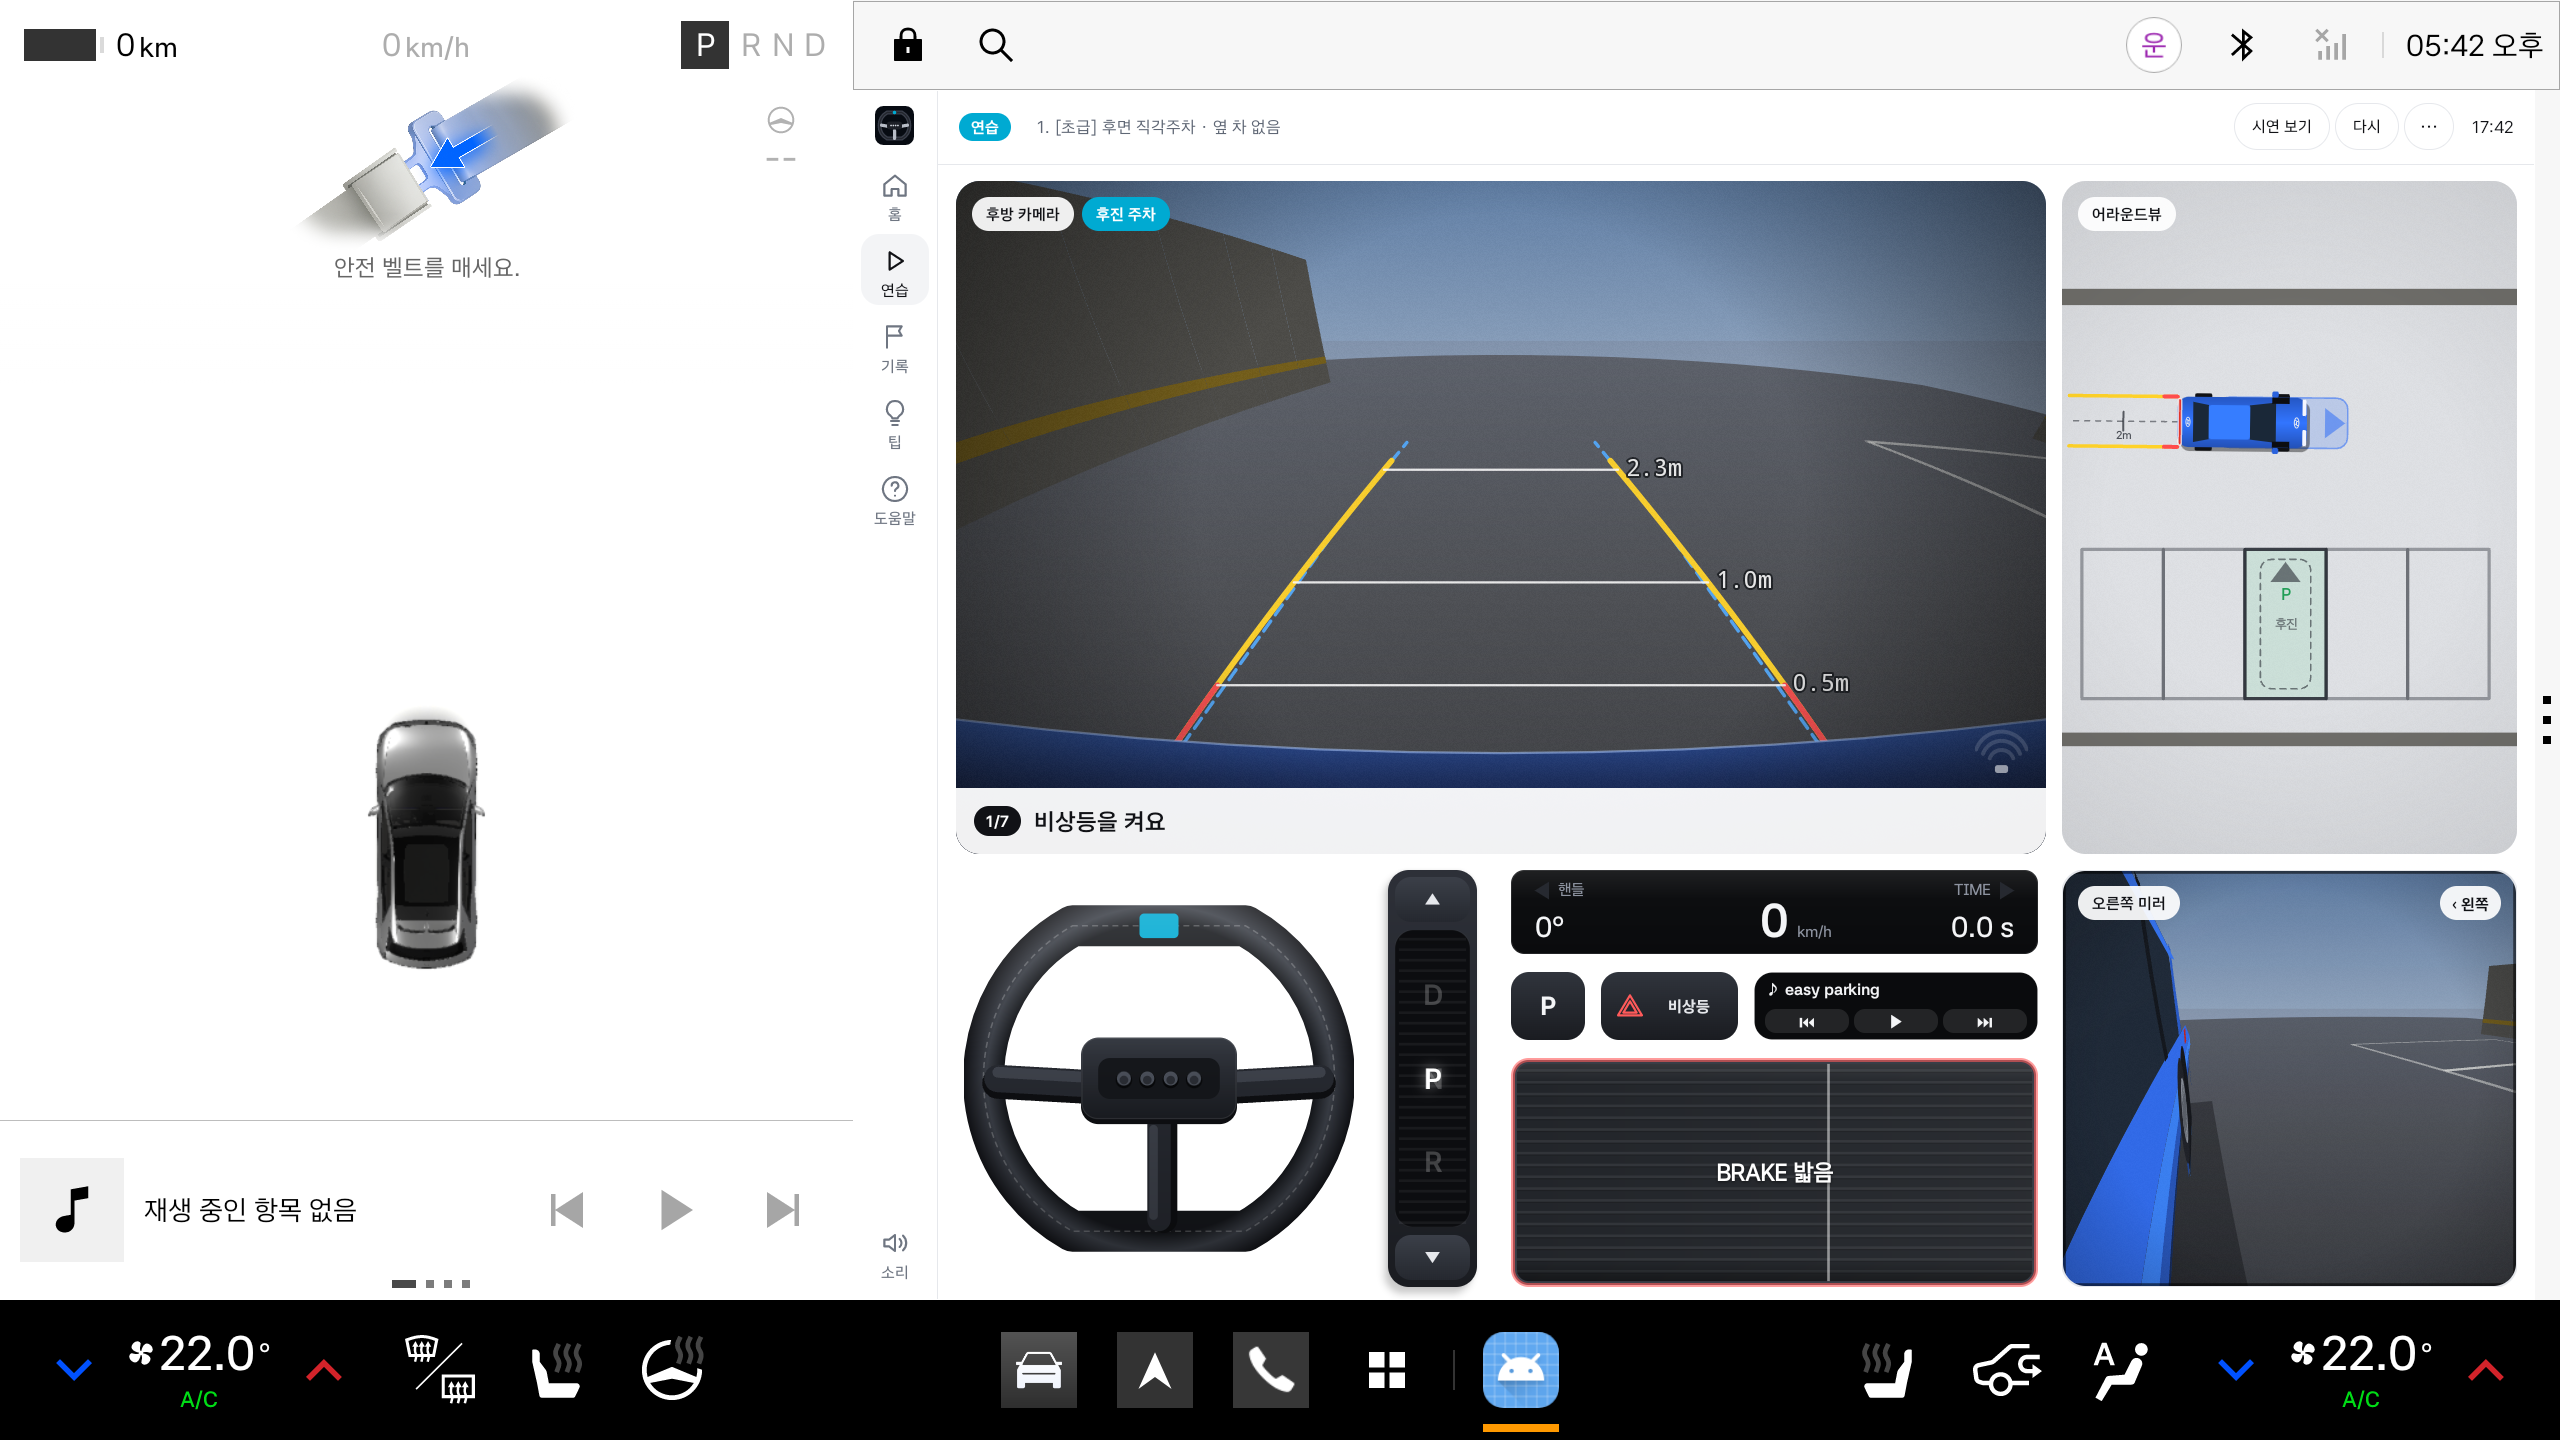 0 km
0 km/h
P R N D
운
05:42 오후
안전 벨트를 매세요.
재생 중인 항목 없음
홈
연습
기록
팁
도움말
소리
연습
1. [초급] 후면 직각주차 · 옆 차 없음
시연 보기
다시
···
17:42
후방 카메라
후진 주차
2.3m
1.0m
0.5m
1/7
비상등을 켜요
어라운드뷰
2m
P
후진
D
P
R
핸들
0°
0 km/h
TIME
0.0 s
P
비상등
♪ easy parking
BRAKE 밟음
오른쪽 미러
‹ 왼쪽
22.0°
A/C
A
22.0°
A/C